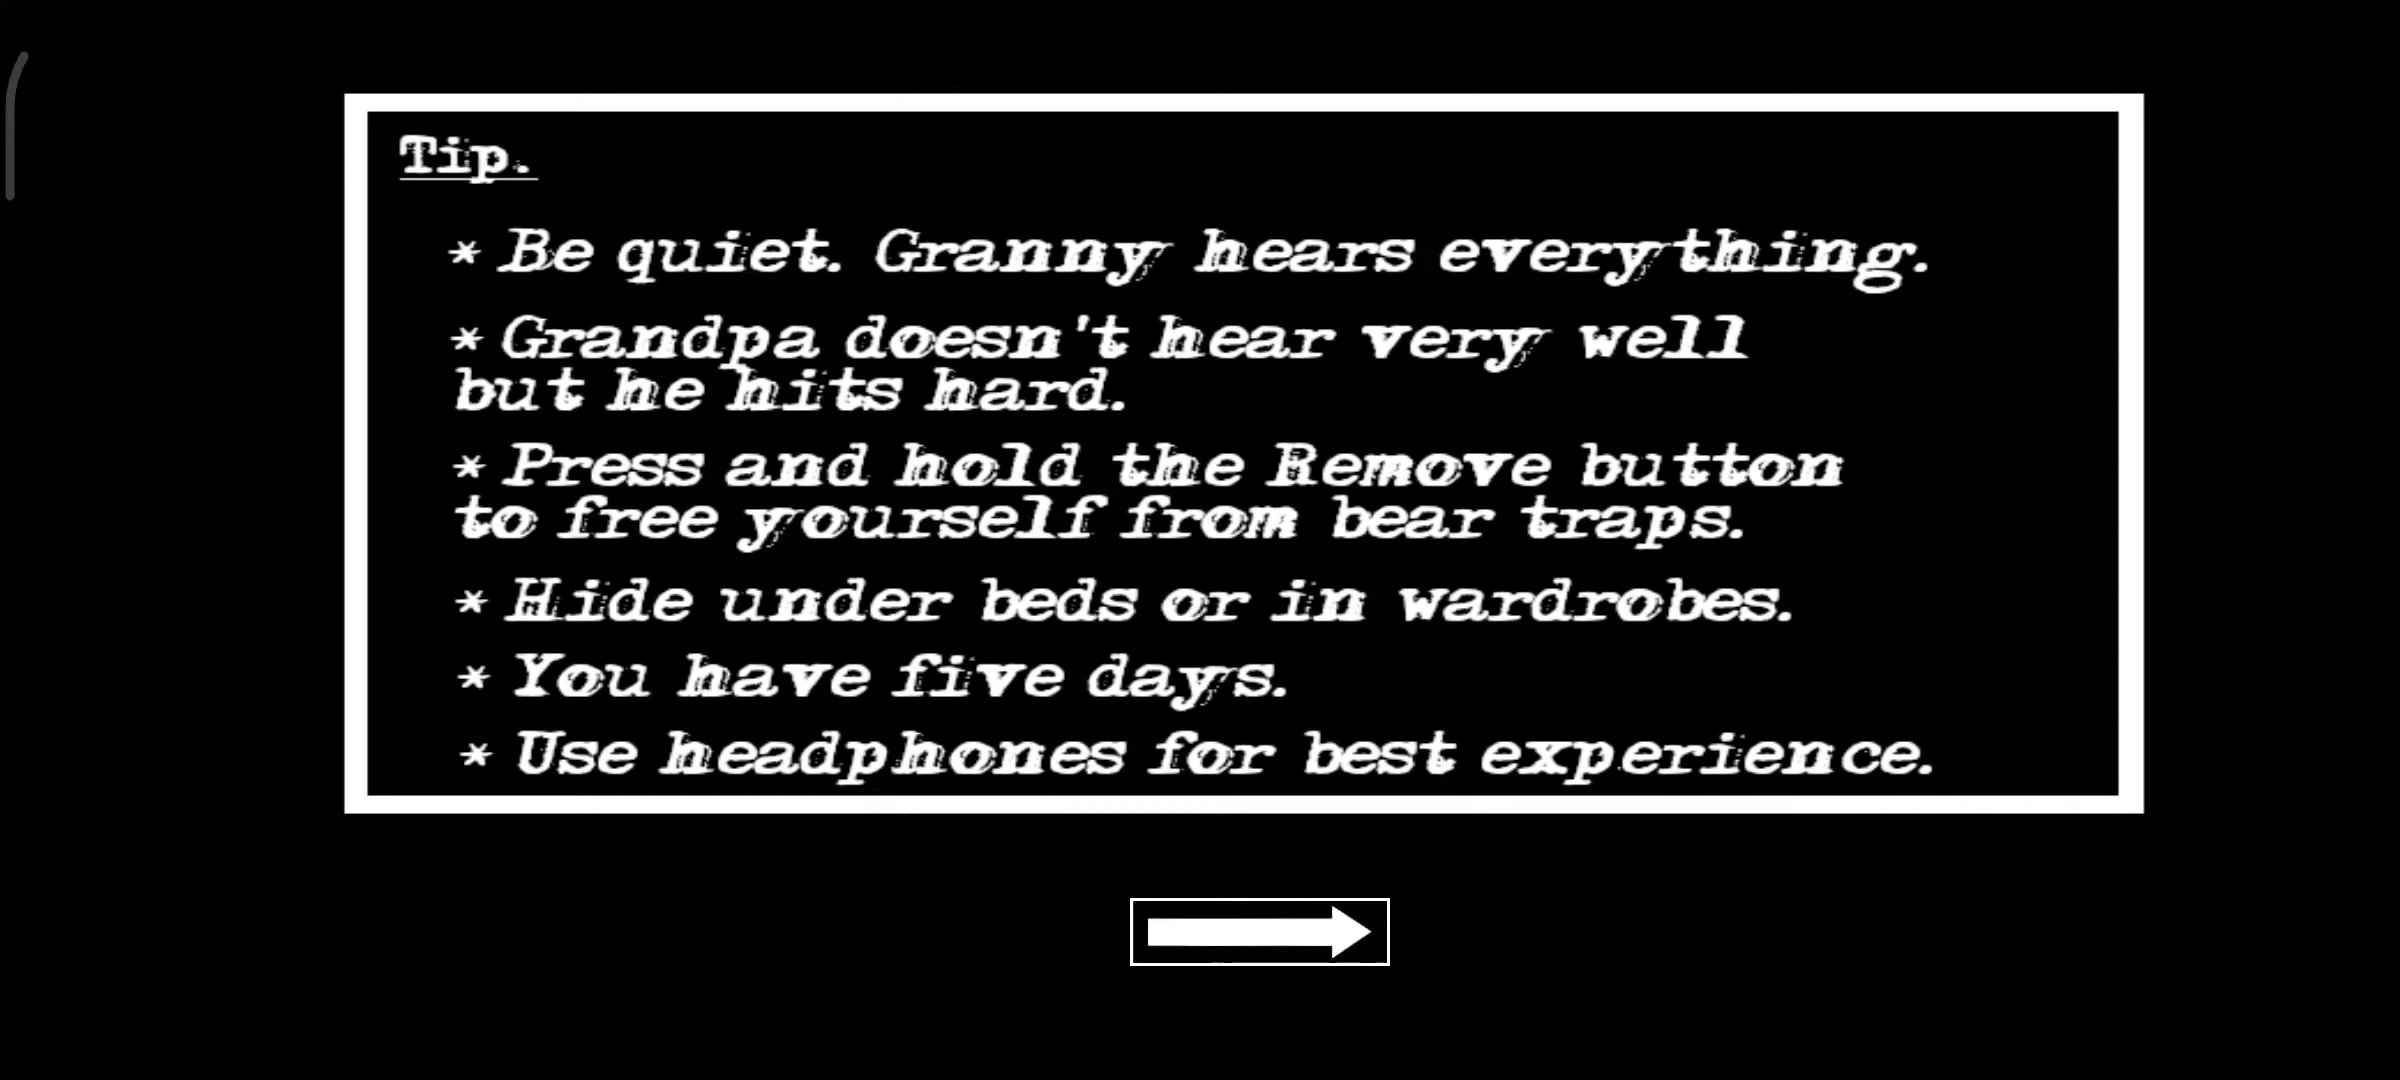 Tip.
* Be quiet. Granny hears everything.
* Grandpa doesn't hear very well
but he hits hard.
* Press and hold the Remove button
to free yourself from bear traps.
* Hide under beds or in wardrobes.
* You have five days.
* Use headphones for best experience.